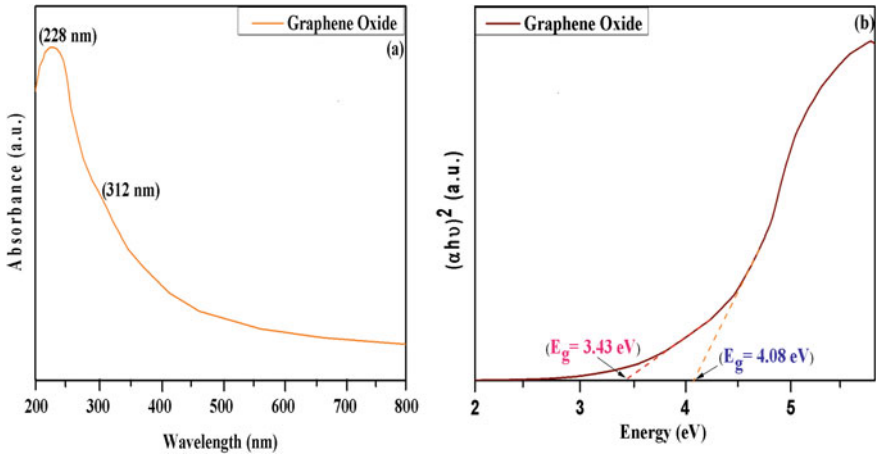 Graphene Oxide
(a)
(228 nm)
(312 nm)
Absorbance (a.u.)
200 300 400 500 600 700 800
Wavelength (nm)
Graphene Oxide
(b)
(αhυ)² (a.u.)
(Eg= 3.43 eV)
(Eg= 4.08 eV)
2 3 4 5
Energy (eV)